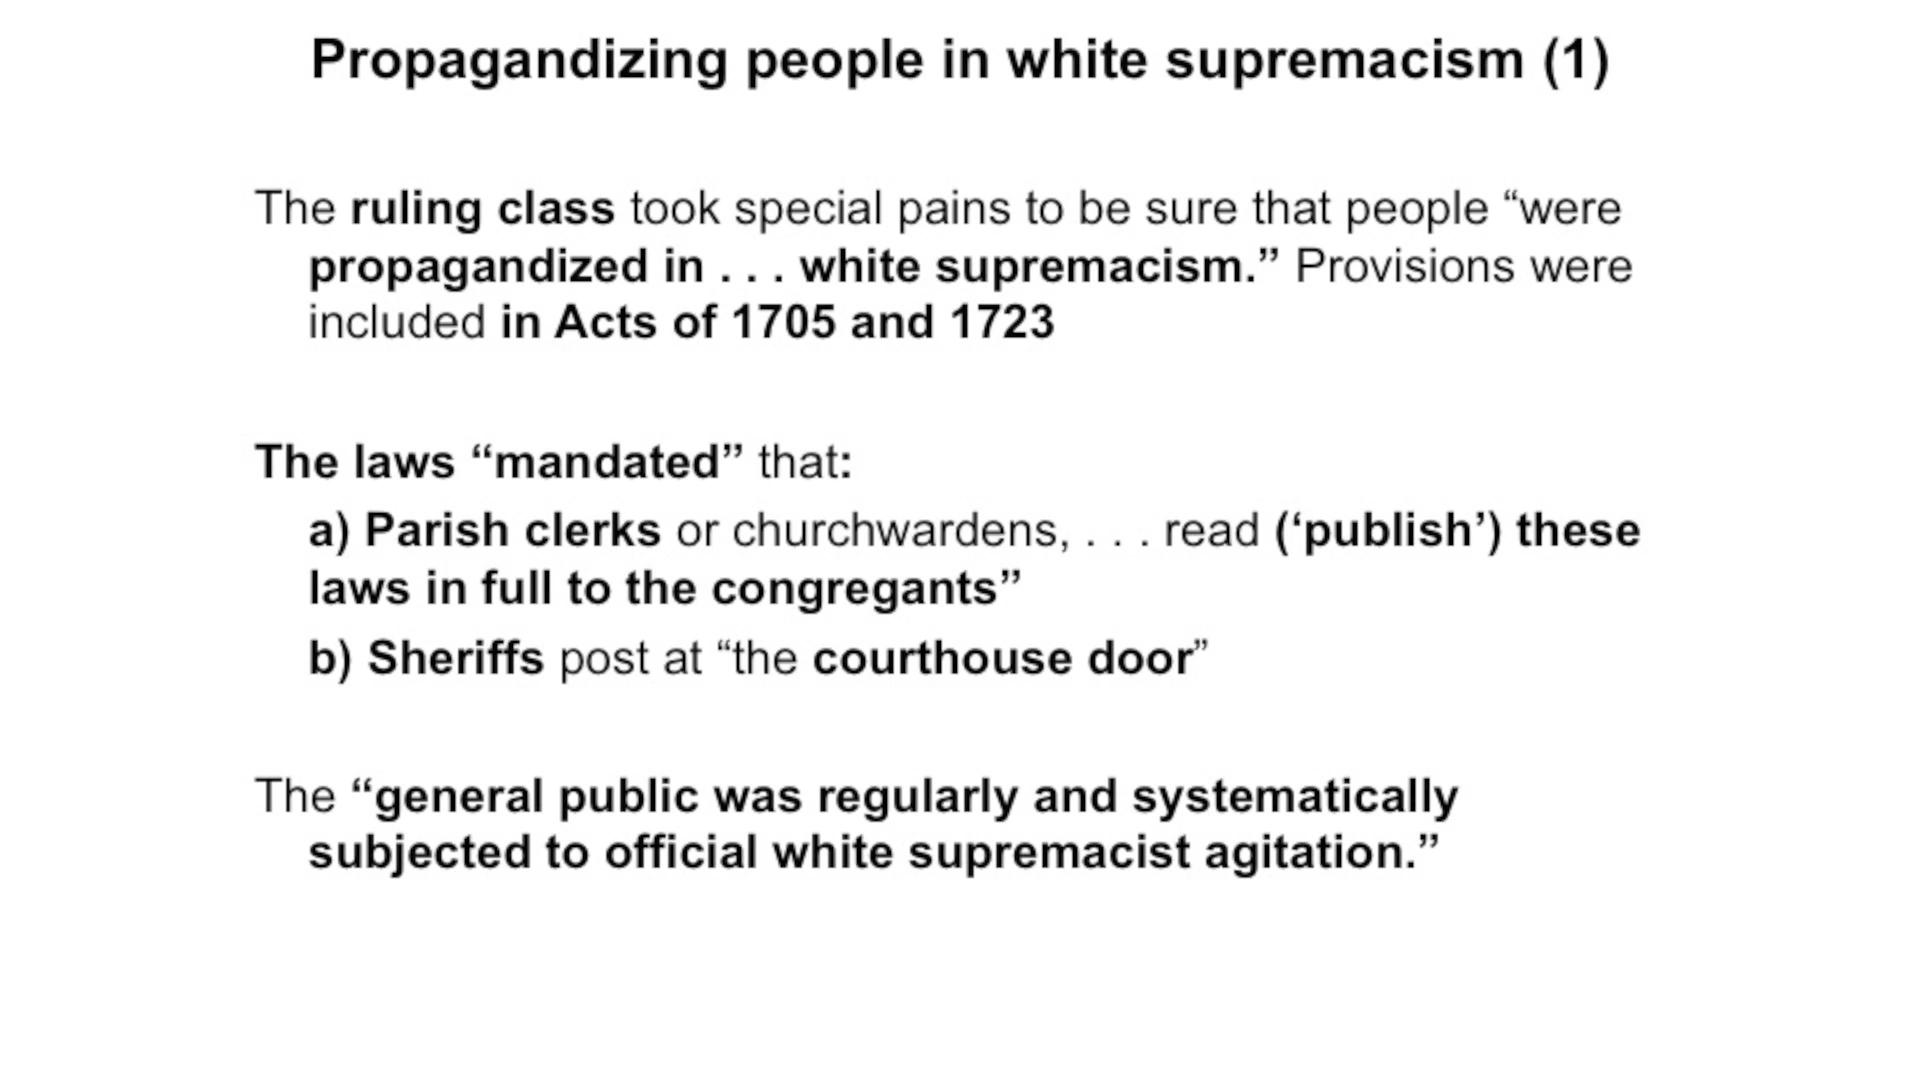 Propagandizing people in white supremacism (1)
The ruling class took special pains to be sure that people “were
propagandized in . . . white supremacism.” Provisions were
included in Acts of 1705 and 1723
The laws “mandated” that:
a) Parish clerks or churchwardens, . . . read (‘publish’) these
laws in full to the congregants”
b) Sheriffs post at “the courthouse door”
The “general public was regularly and systematically
subjected to official white supremacist agitation.”